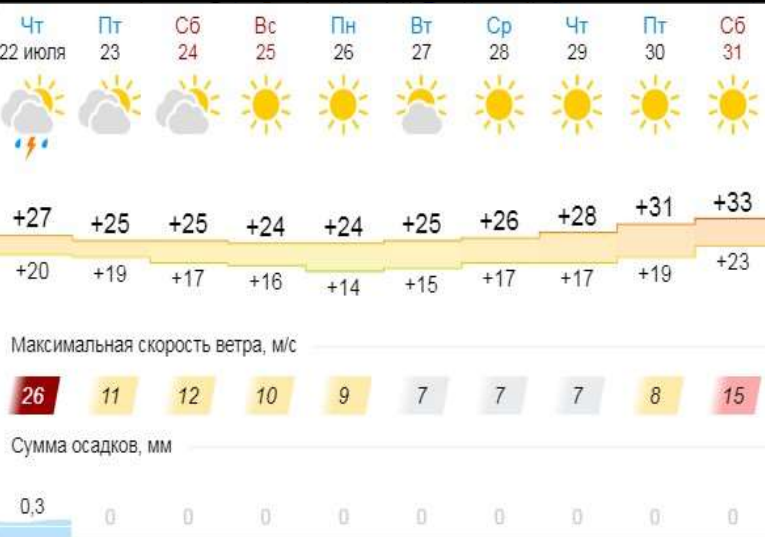 Чт Пт Сб Вс Пн Вт Ср Чт Пт Сб
22 июля 23 24 25 26 27 28 29 30 31
+27 +25 +25 +24 +24 +25 +26 +28 +31 +33
+20 +19 +17 +16 +14 +15 +17 +17 +19 +23
Максимальная скорость ветра, м/с
26 11 12 10 9 7 7 7 8 15
Сумма осадков, мм
0,3 0 0 0 0 0 0 0 0 0